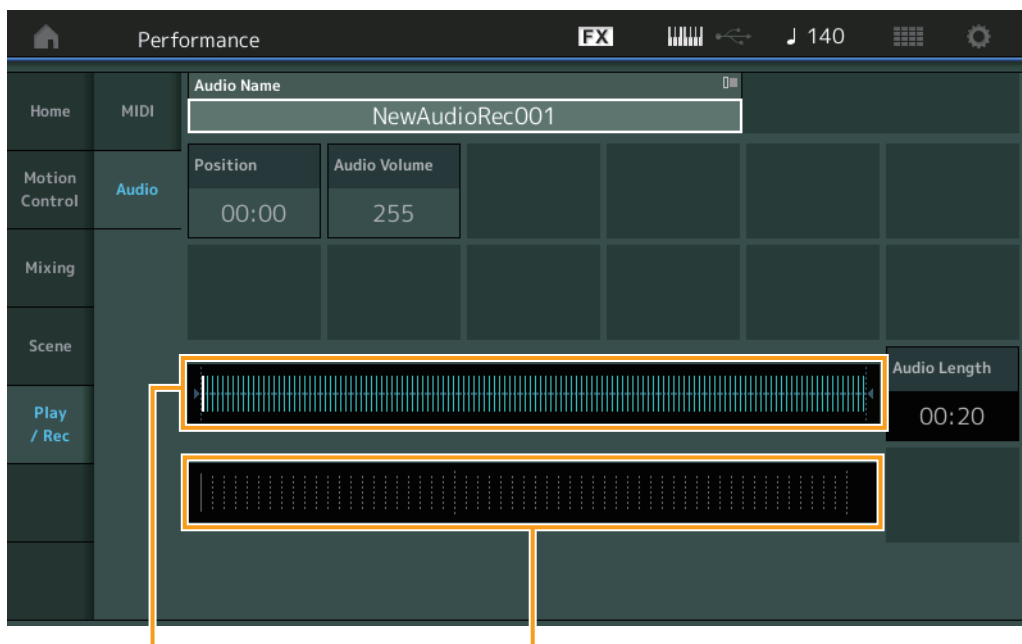 Performance
FX
140
Home
Motion
Control
Mixing
Scene
Play
/ Rec
MIDI
Audio
Audio Name
NewAudioRec001
Position
00:00
Audio Volume
255
Audio Length
00:20